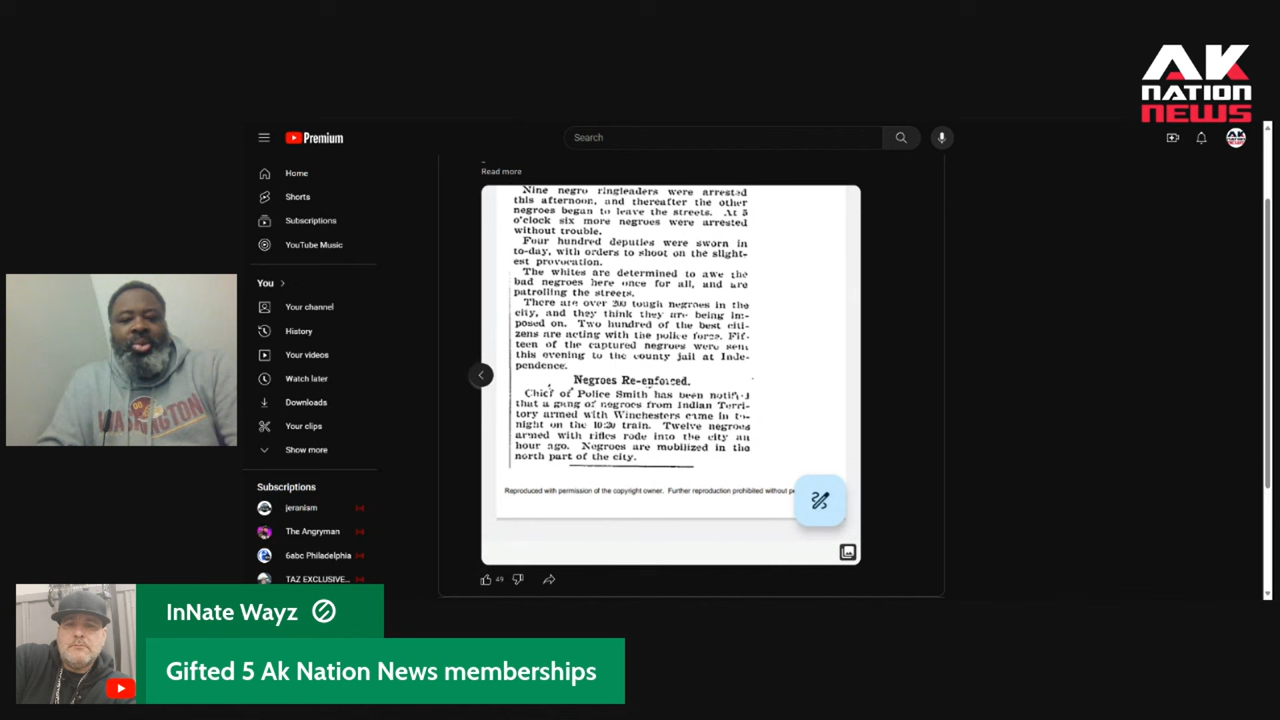 AK
NATION
NEWS
Premium
Search
Home
Shorts
Subscriptions
YouTube Music
You
Your channel
History
Your videos
Watch later
Downloads
Your clips
Show more
Subscriptions
jeranism
The Angryman
6abc Philadelphia
TAZ EXCLUSIVE...
Read more
Nine negro ringleaders were arrested
this afternoon, and thereafter the other
negroes began to leave the streets. At 5
o'clock six more negroes were arrested
without trouble.
Four hundred deputies were sworn in
to-day, with orders to shoot on the slight-
est provocation.
The whites are determined to awe the
bad negroes here once for all, and are
patrolling the streets.
There are over 200 tough negroes in the
city, and they think they are being im-
posed on. Two hundred of the best citi-
zens are acting with the police force. Fif-
teen of the captured negroes were sent
this evening to the county jail at Inde-
pendence.
Negroes Re-enforced.
Chief of Police Smith has been notified
that a gang of negroes from Indian Terri-
tory armed with Winchesters came in to-
night on the 10:30 train. Twelve negroes
armed with rifles rode into the city an
hour ago. Negroes are mobilized in the
north part of the city.
Reproduced with permission of the copyright owner. Further reproduction prohibited without
49
WASHINGTON
InNate Wayz
Gifted 5 Ak Nation News memberships